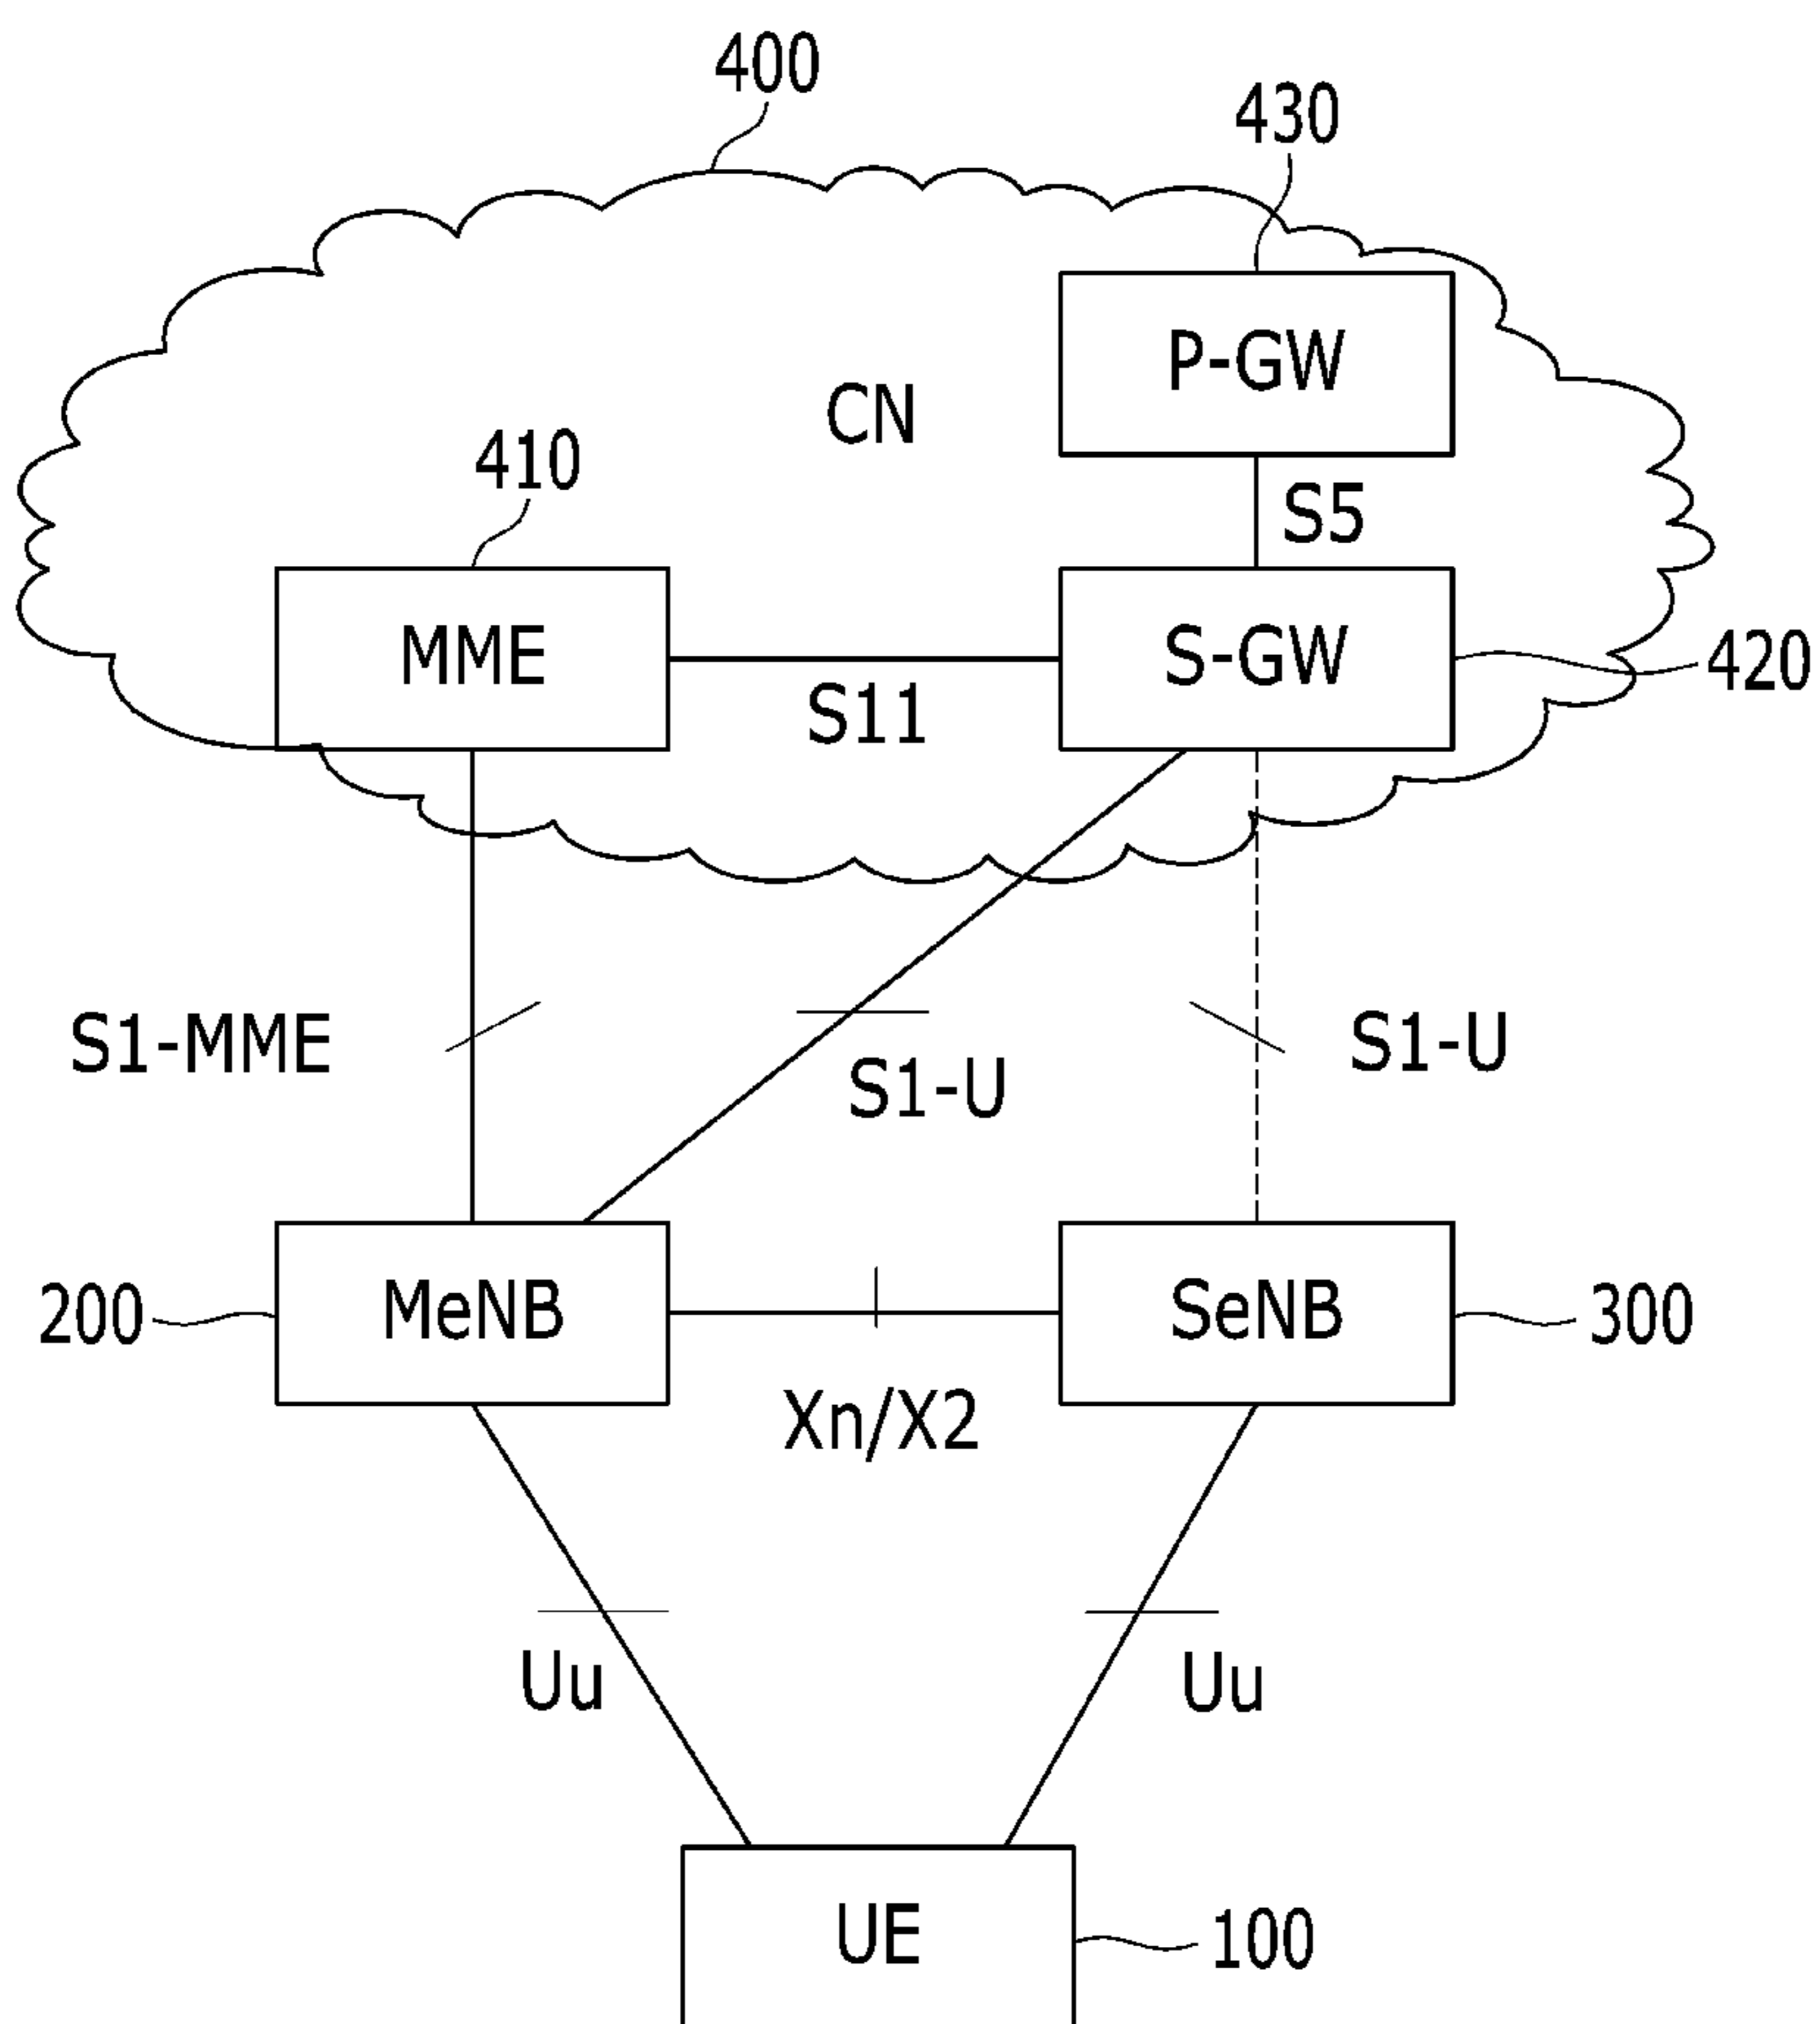 400
430
P-GW
CN
410
S5
MME
S-GW
420
S11
S1-MME
S1-U
S1-U
200
MeNB
SeNB
300
Xn/X2
Uu
Uu
UE
100